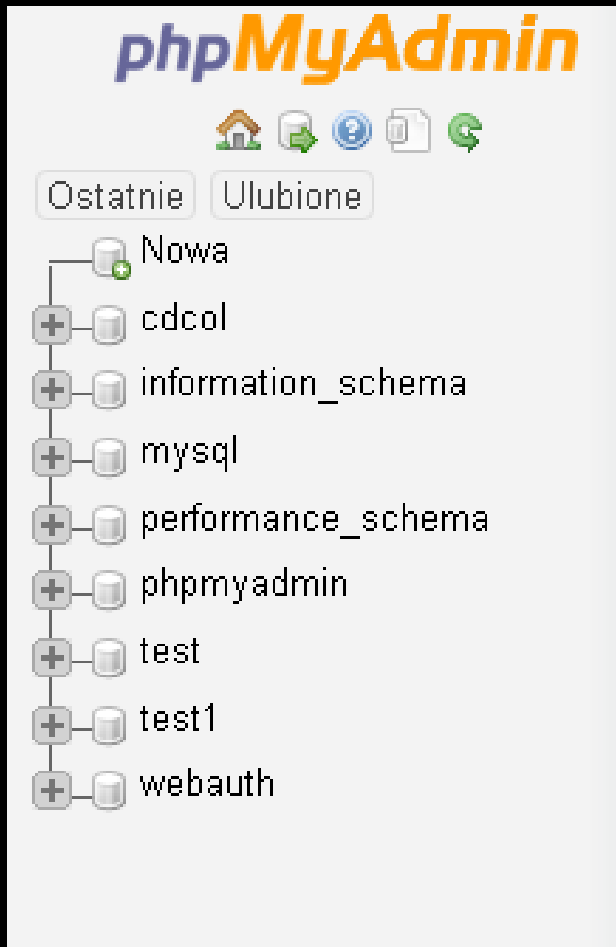 phpMyAdmin
Ostatnie Ulubione
Nowa
cdcol
information_schema
mysql
performance_schema
phpmyadmin
test
test1
webauth